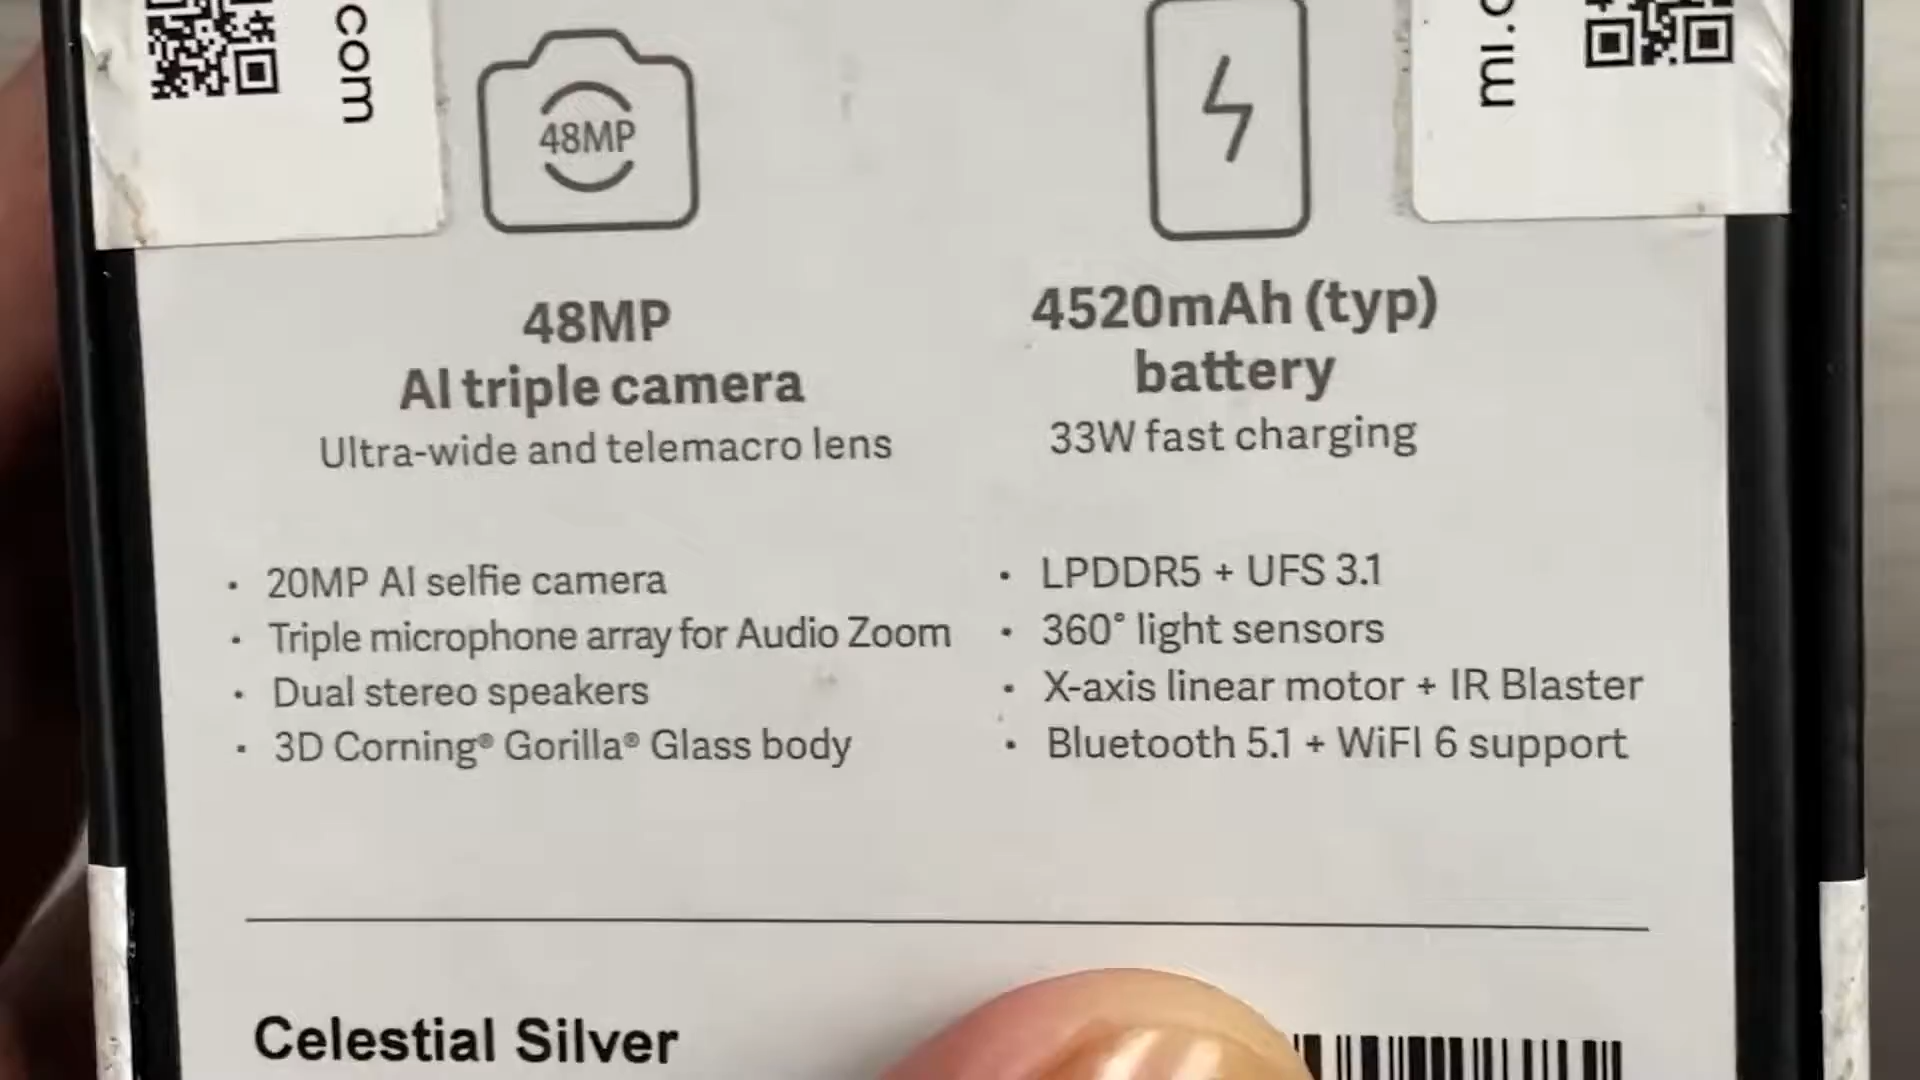 com
mi.c
48MP
48MP
AI triple camera
Ultra-wide and telemacro lens
4520mAh (typ)
battery
33W fast charging
· 20MP AI selfie camera
· Triple microphone array for Audio Zoom
· Dual stereo speakers
· 3D Corning® Gorilla® Glass body
· LPDDR5 + UFS 3.1
· 360° light sensors
· X-axis linear motor + IR Blaster
· Bluetooth 5.1 + WiFI 6 support
Celestial Silver